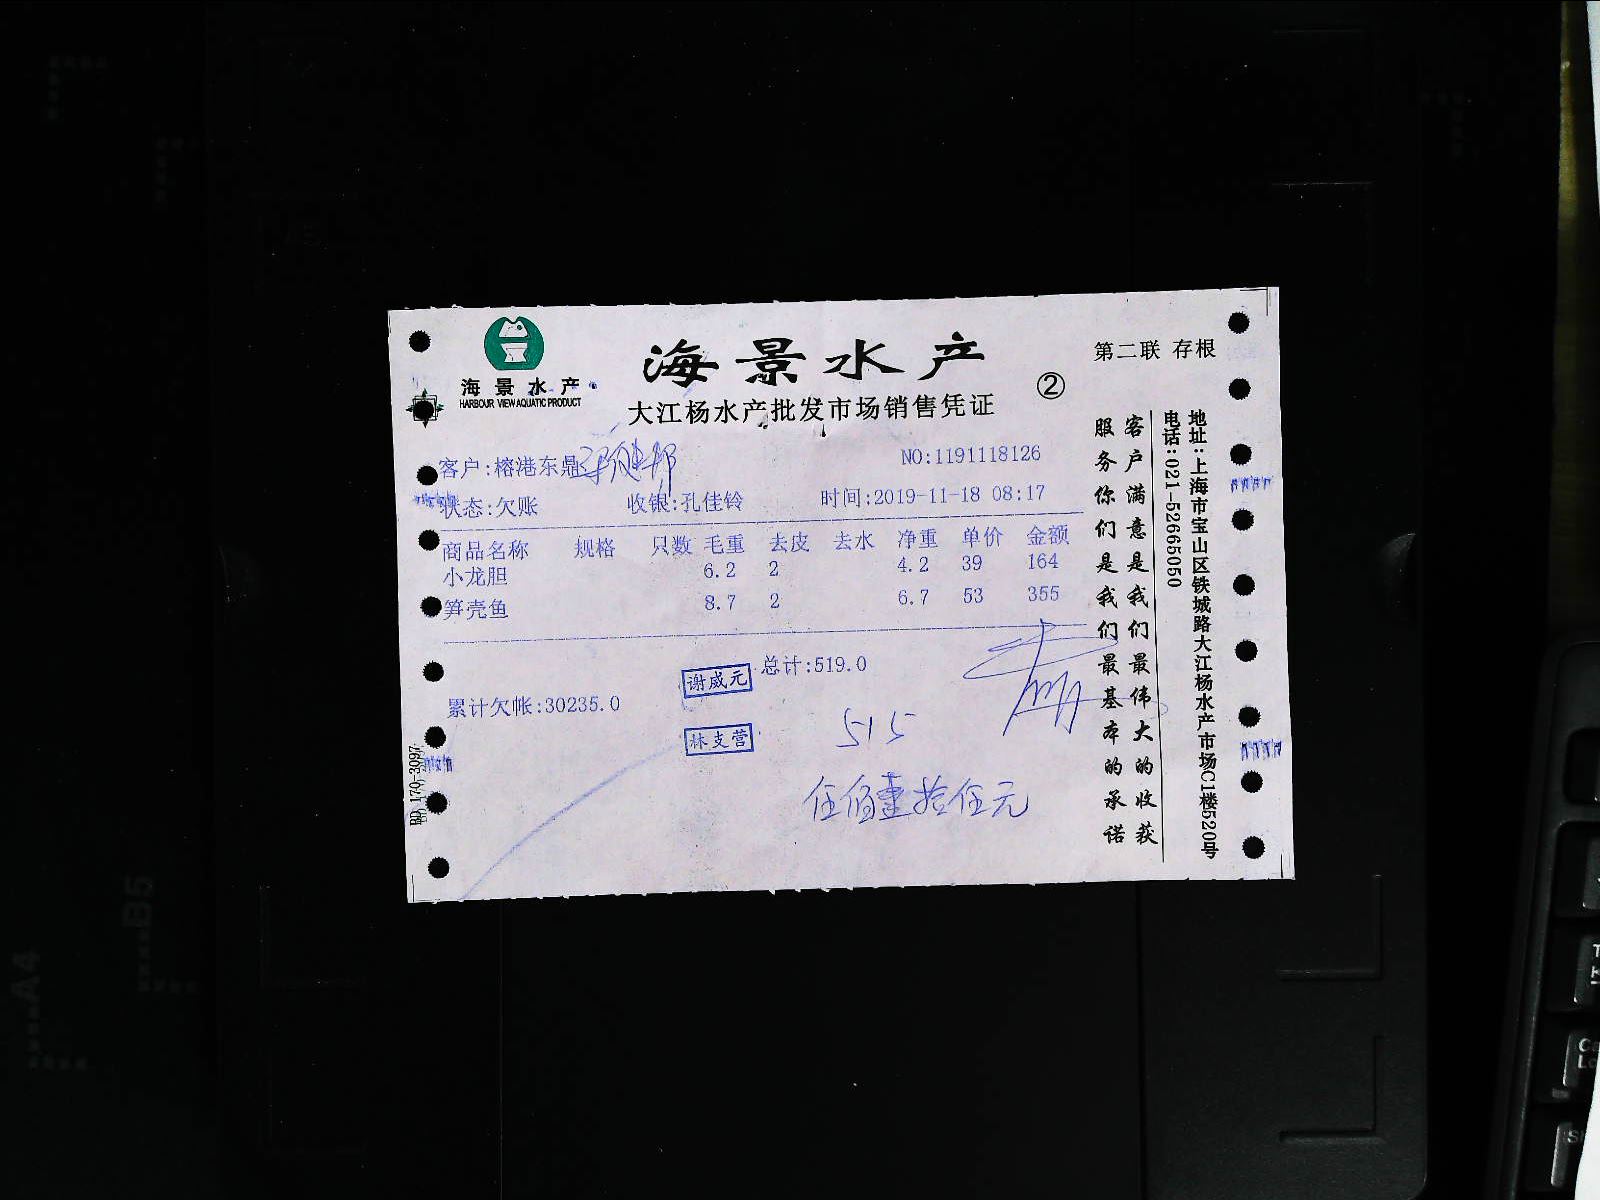 海景水产
HARBOUR VIEW AQUATIC PRODUCT
海景水产
大江杨水产批发市场销售凭证
②
第二联 存根
客户:榕港东鼎
NO:1191118126
状态:欠账 收银:孔佳铃 时间:2019-11-18 08:17
商品名称 规格 只数 毛重 去皮 去水 净重 单价 金额
小龙胆 6.2 2 4.2 39 164
笋壳鱼 8.7 2 6.7 53 355
谢威元
总计:519.0
累计欠帐:30235.0
林支营
515
伍佰壹拾伍元
客户满意是我们最伟大的收获
服务你们是我们最基本的承诺
地址:上海市宝山区铁城路大江杨水产市场C1楼520号
电话:021-52665050
BD 170-3097
A4
B5